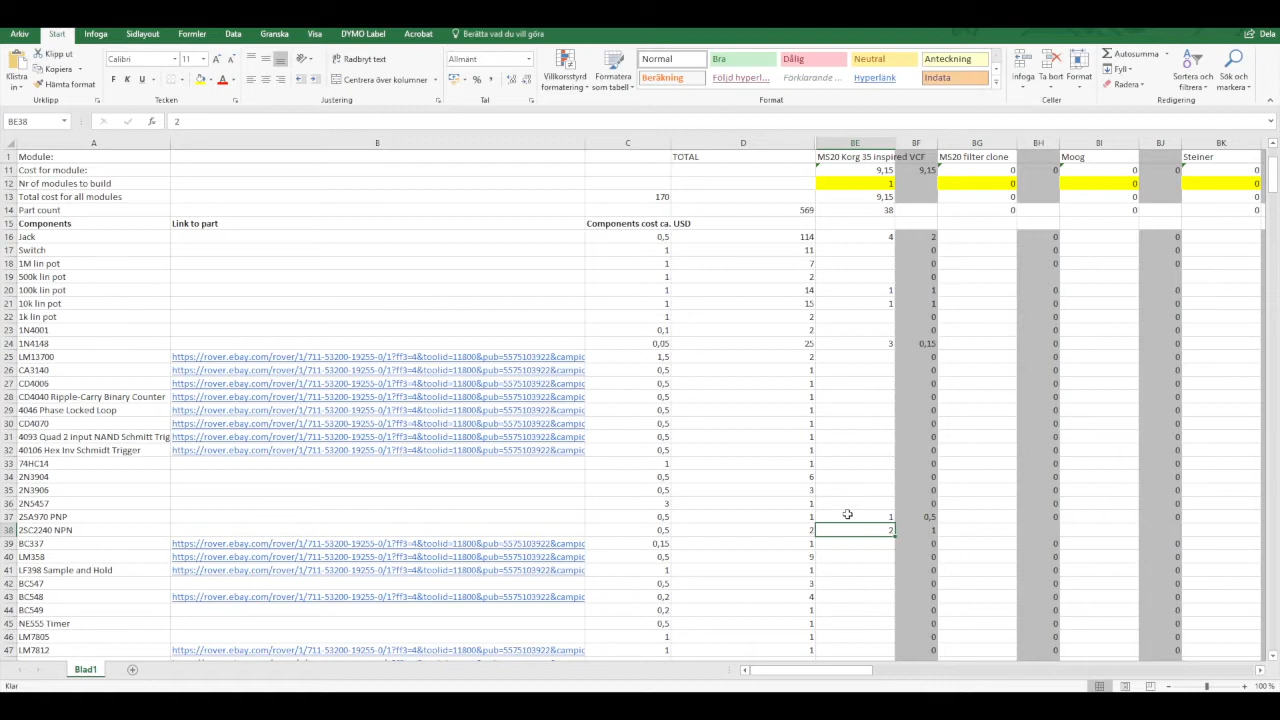 Arkiv Start Infoga Sidlayout Formler Data Granska Visa DYMO Label Acrobat Berätta vad du vill göra Dela
Klistra in
Klipp ut
Kopiera
Hämta format
Urklipp
Calibri 11
F K U
Tecken
Radbryt text
Centrera över kolumner
Justering
Allmänt
Tal
Villkorstyrd formatering
Formatera som tabell
Normal Bra Dålig Neutral Anteckning
Beräkning Följd hyperl... Förklarande ... Hyperlänk Indata
Format
Infoga Ta bort Format
Celler
Autosumma
Fyll
Radera
Sortera och filtrera
Sök och markera
Redigering
BE38 fx 2
A B C D BE BF BG BH BI BJ BK
1 Module: TOTAL MS20 Korg 35 inspired VCF MS20 filter clone Moog Steiner
11 Cost for module: 9,15 9,15 0 0 0 0 0
12 Nr of modules to build 1 0 0 0
13 Total cost for all modules 170 9,15 0 0 0
14 Part count 569 38 0 0 0
15 Components Link to part Components cost ca. USD
16 Jack 0,5 114 4 2 0 0
17 Switch 1 11 0 0 0
18 1M lin pot 1 7 0 0 0
19 500k lin pot 1 2 0
20 100k lin pot 1 14 1 1 0 0
21 10k lin pot 1 15 1 1 0 0
22 1k lin pot 1 2 0 0 0
23 1N4001 0,1 2 0
24 1N4148 0,05 25 3 0,15 0 0
25 LM13700 https://rover.ebay.com/rover/1/711-53200-19255-0/1?ff3=4&toolid=11800&pub=5575103922&campic 1,5 2 0 0 0
26 CA3140 https://rover.ebay.com/rover/1/711-53200-19255-0/1?ff3=4&toolid=11800&pub=5575103922&campic 0,5 1 0 0 0
27 CD4006 https://rover.ebay.com/rover/1/711-53200-19255-0/1?ff3=4&toolid=11800&pub=5575103922&campic 0,5 1 0 0 0
28 CD4040 Ripple-Carry Binary Counter https://rover.ebay.com/rover/1/711-53200-19255-0/1?ff3=4&toolid=11800&pub=5575103922&campic 0,5 1 0 0 0
29 4046 Phase Locked Loop https://rover.ebay.com/rover/1/711-53200-19255-0/1?ff3=4&toolid=11800&pub=5575103922&campic 0,5 1 0 0 0
30 CD4070 https://rover.ebay.com/rover/1/711-53200-19255-0/1?ff3=4&toolid=11800&pub=5575103922&campic 0,5 1 0 0 0
31 4093 Quad 2 input NAND Schmitt Trig https://rover.ebay.com/rover/1/711-53200-19255-0/1?ff3=4&toolid=11800&pub=5575103922&campic 0,5 1 0 0 0
32 40106 Hex Inv Schmidt Trigger https://rover.ebay.com/rover/1/711-53200-19255-0/1?ff3=4&toolid=11800&pub=5575103922&campic 0,5 1 0 0 0
33 74HC14 1 1 0 0 0
34 2N3904 0,5 6 0 0 0
35 2N3906 0,5 3 0 0 0
36 2N5457 3 1 0 0 0
37 2SA970 PNP 0,5 1 1 0,5 0 0
38 2SC2240 NPN 0,5 2 2 1
39 BC337 https://rover.ebay.com/rover/1/711-53200-19255-0/1?ff3=4&toolid=11800&pub=5575103922&campic 0,15 1 0 0 0
40 LM358 https://rover.ebay.com/rover/1/711-53200-19255-0/1?ff3=4&toolid=11800&pub=5575103922&campic 0,5 9 0 0 0
41 LF398 Sample and Hold https://rover.ebay.com/rover/1/711-53200-19255-0/1?ff3=4&toolid=11800&pub=5575103922&campic 1 1 0 0 0
42 BC547 0,5 3 0 0 0
43 BC548 https://rover.ebay.com/rover/1/711-53200-19255-0/1?ff3=4&toolid=11800&pub=5575103922&campic 0,2 4 0 0 0
44 BC549 0,2 1 0 0 0
45 NE555 Timer 0,5 1 0 0 0
46 LM7805 1 1 0 0 0
47 LM7812 https://rover.ebay.com/rover/1/711-53200-19255-0/1?ff3=4&toolid=11800&pub=5575103922&campic 1 1 0 0 0
Blad1
Klar 100 %